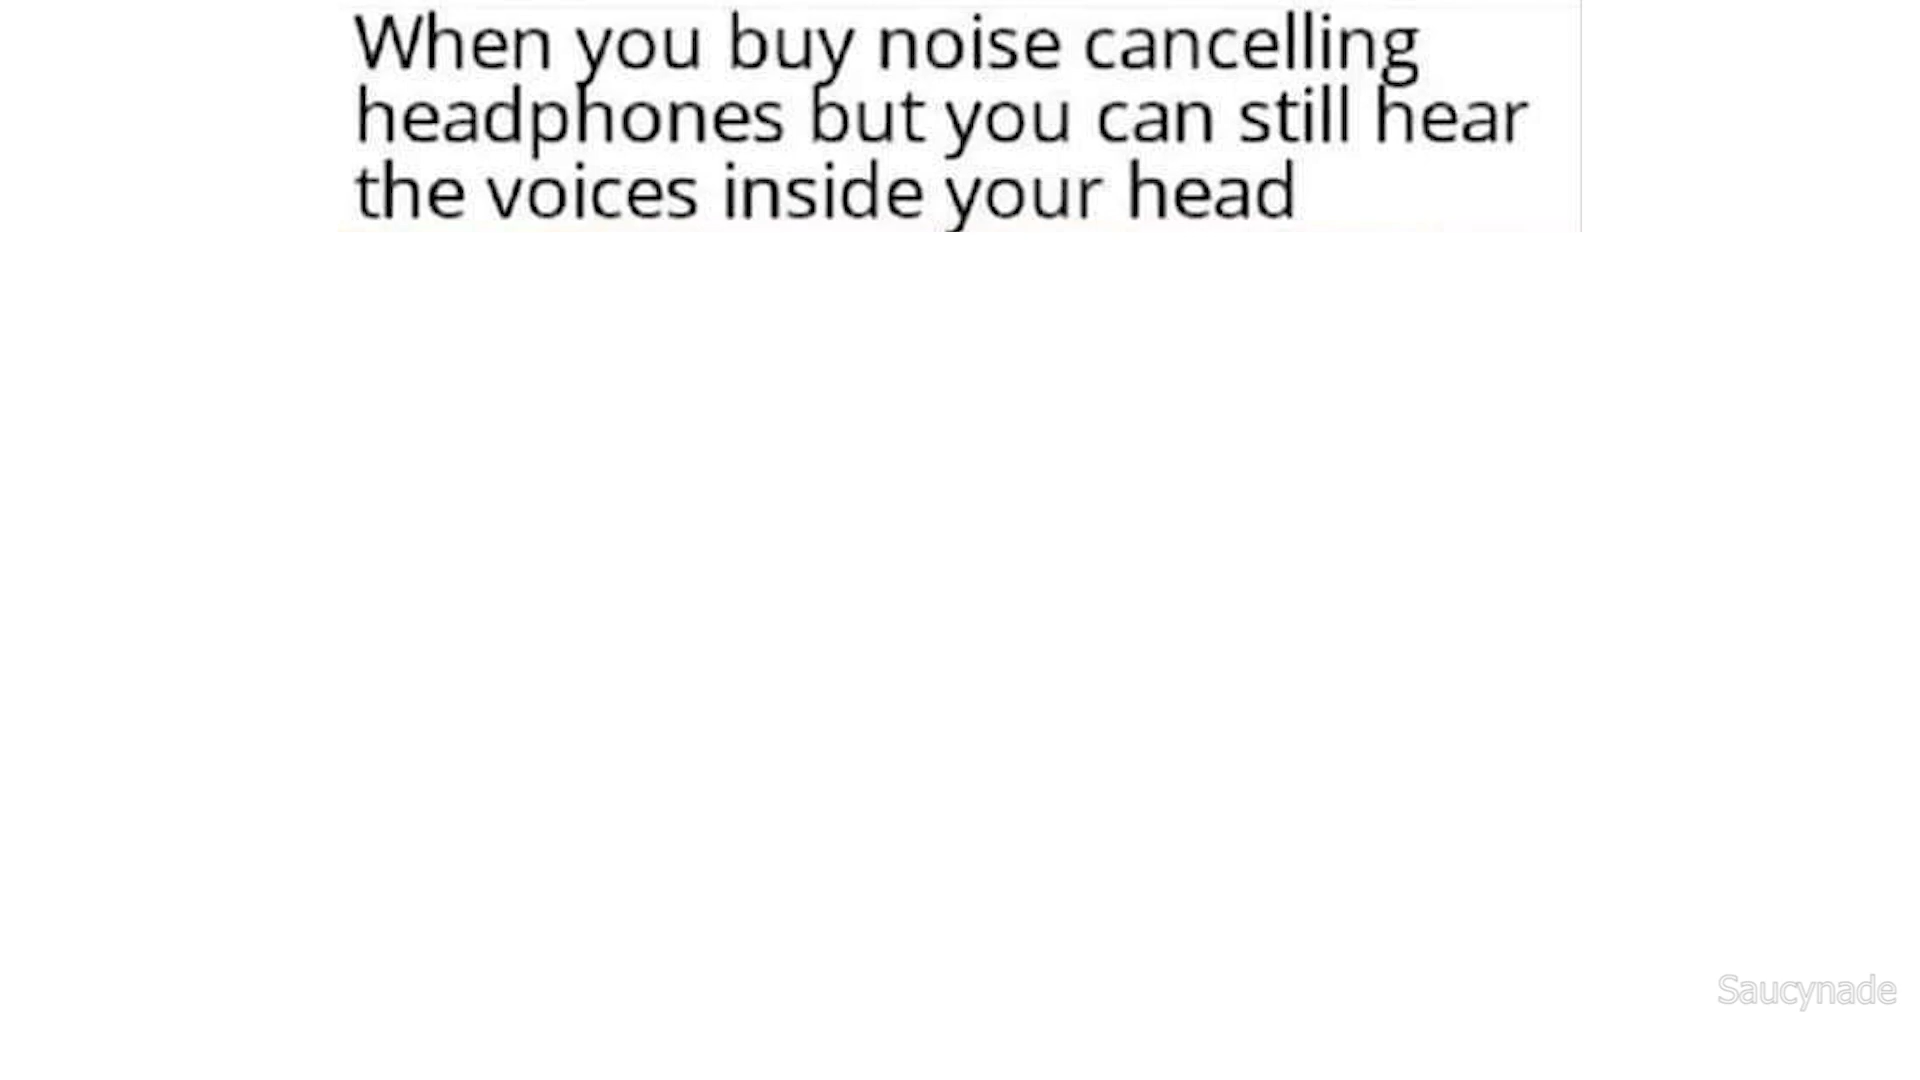 When you buy noise cancelling
headphones but you can still hear
the voices inside your head
Saucynade